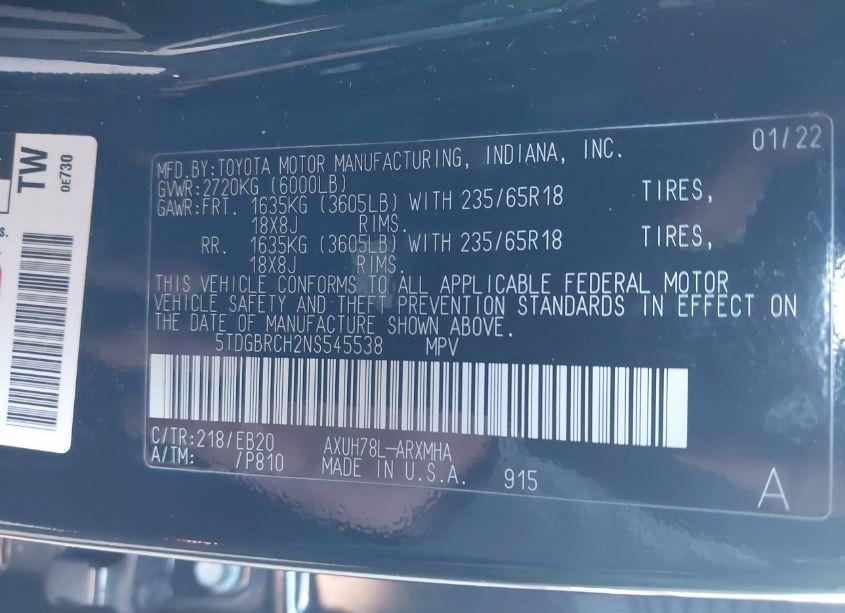 TW
0E730
s.
01/22
MFD.BY:TOYOTA MOTOR MANUFACTURING, INDIANA, INC.
GVWR:2720KG (6000LB)
GAWR:FRT. 1635KG (3605LB) WITH 235/65R18 TIRES,
18X8J RIMS.
RR. 1635KG (3605LB) WITH 235/65R18 TIRES,
18X8J RIMS.
THIS VEHICLE CONFORMS TO ALL APPLICABLE FEDERAL MOTOR
VEHICLE SAFETY AND THEFT PREVENTION STANDARDS IN EFFECT ON
THE DATE OF MANUFACTURE SHOWN ABOVE.
5TDGBRCH2NS545538 MPV
C/TR:218/EB20 AXUH78L-ARXMHA
A/TM: /P810 MADE IN U.S.A. 915
A